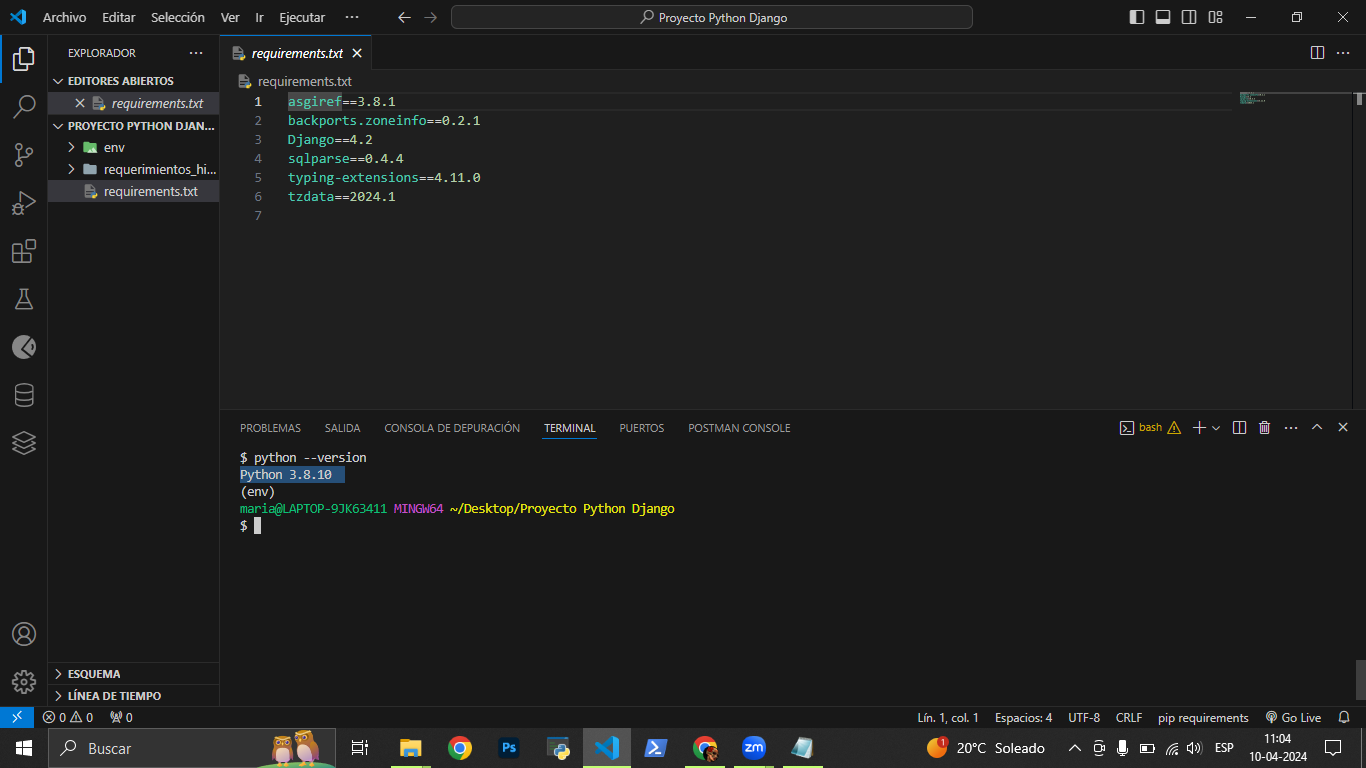 Archivo Editar Selección Ver Ir Ejecutar ···
Proyecto Python Django
EXPLORADOR ···
EDITORES ABIERTOS
requirements.txt
PROYECTO PYTHON DJAN...
env
requerimientos_hi...
requirements.txt
ESQUEMA
LÍNEA DE TIEMPO
requirements.txt
requirements.txt
1 asgiref==3.8.1
2 backports.zoneinfo==0.2.1
3 Django==4.2
4 sqlparse==0.4.4
5 typing-extensions==4.11.0
6 tzdata==2024.1
7
PROBLEMAS SALIDA CONSOLA DE DEPURACIÓN TERMINAL PUERTOS POSTMAN CONSOLE
bash
$ python --version
Python 3.8.10
(env)
maria@LAPTOP-9JK63411 MINGW64 ~/Desktop/Proyecto Python Django
$
0 0 0
Lín. 1, col. 1 Espacios: 4 UTF-8 CRLF pip requirements Go Live
Buscar
Ps
zm
1
20°C Soleado
ESP
11:04
10-04-2024